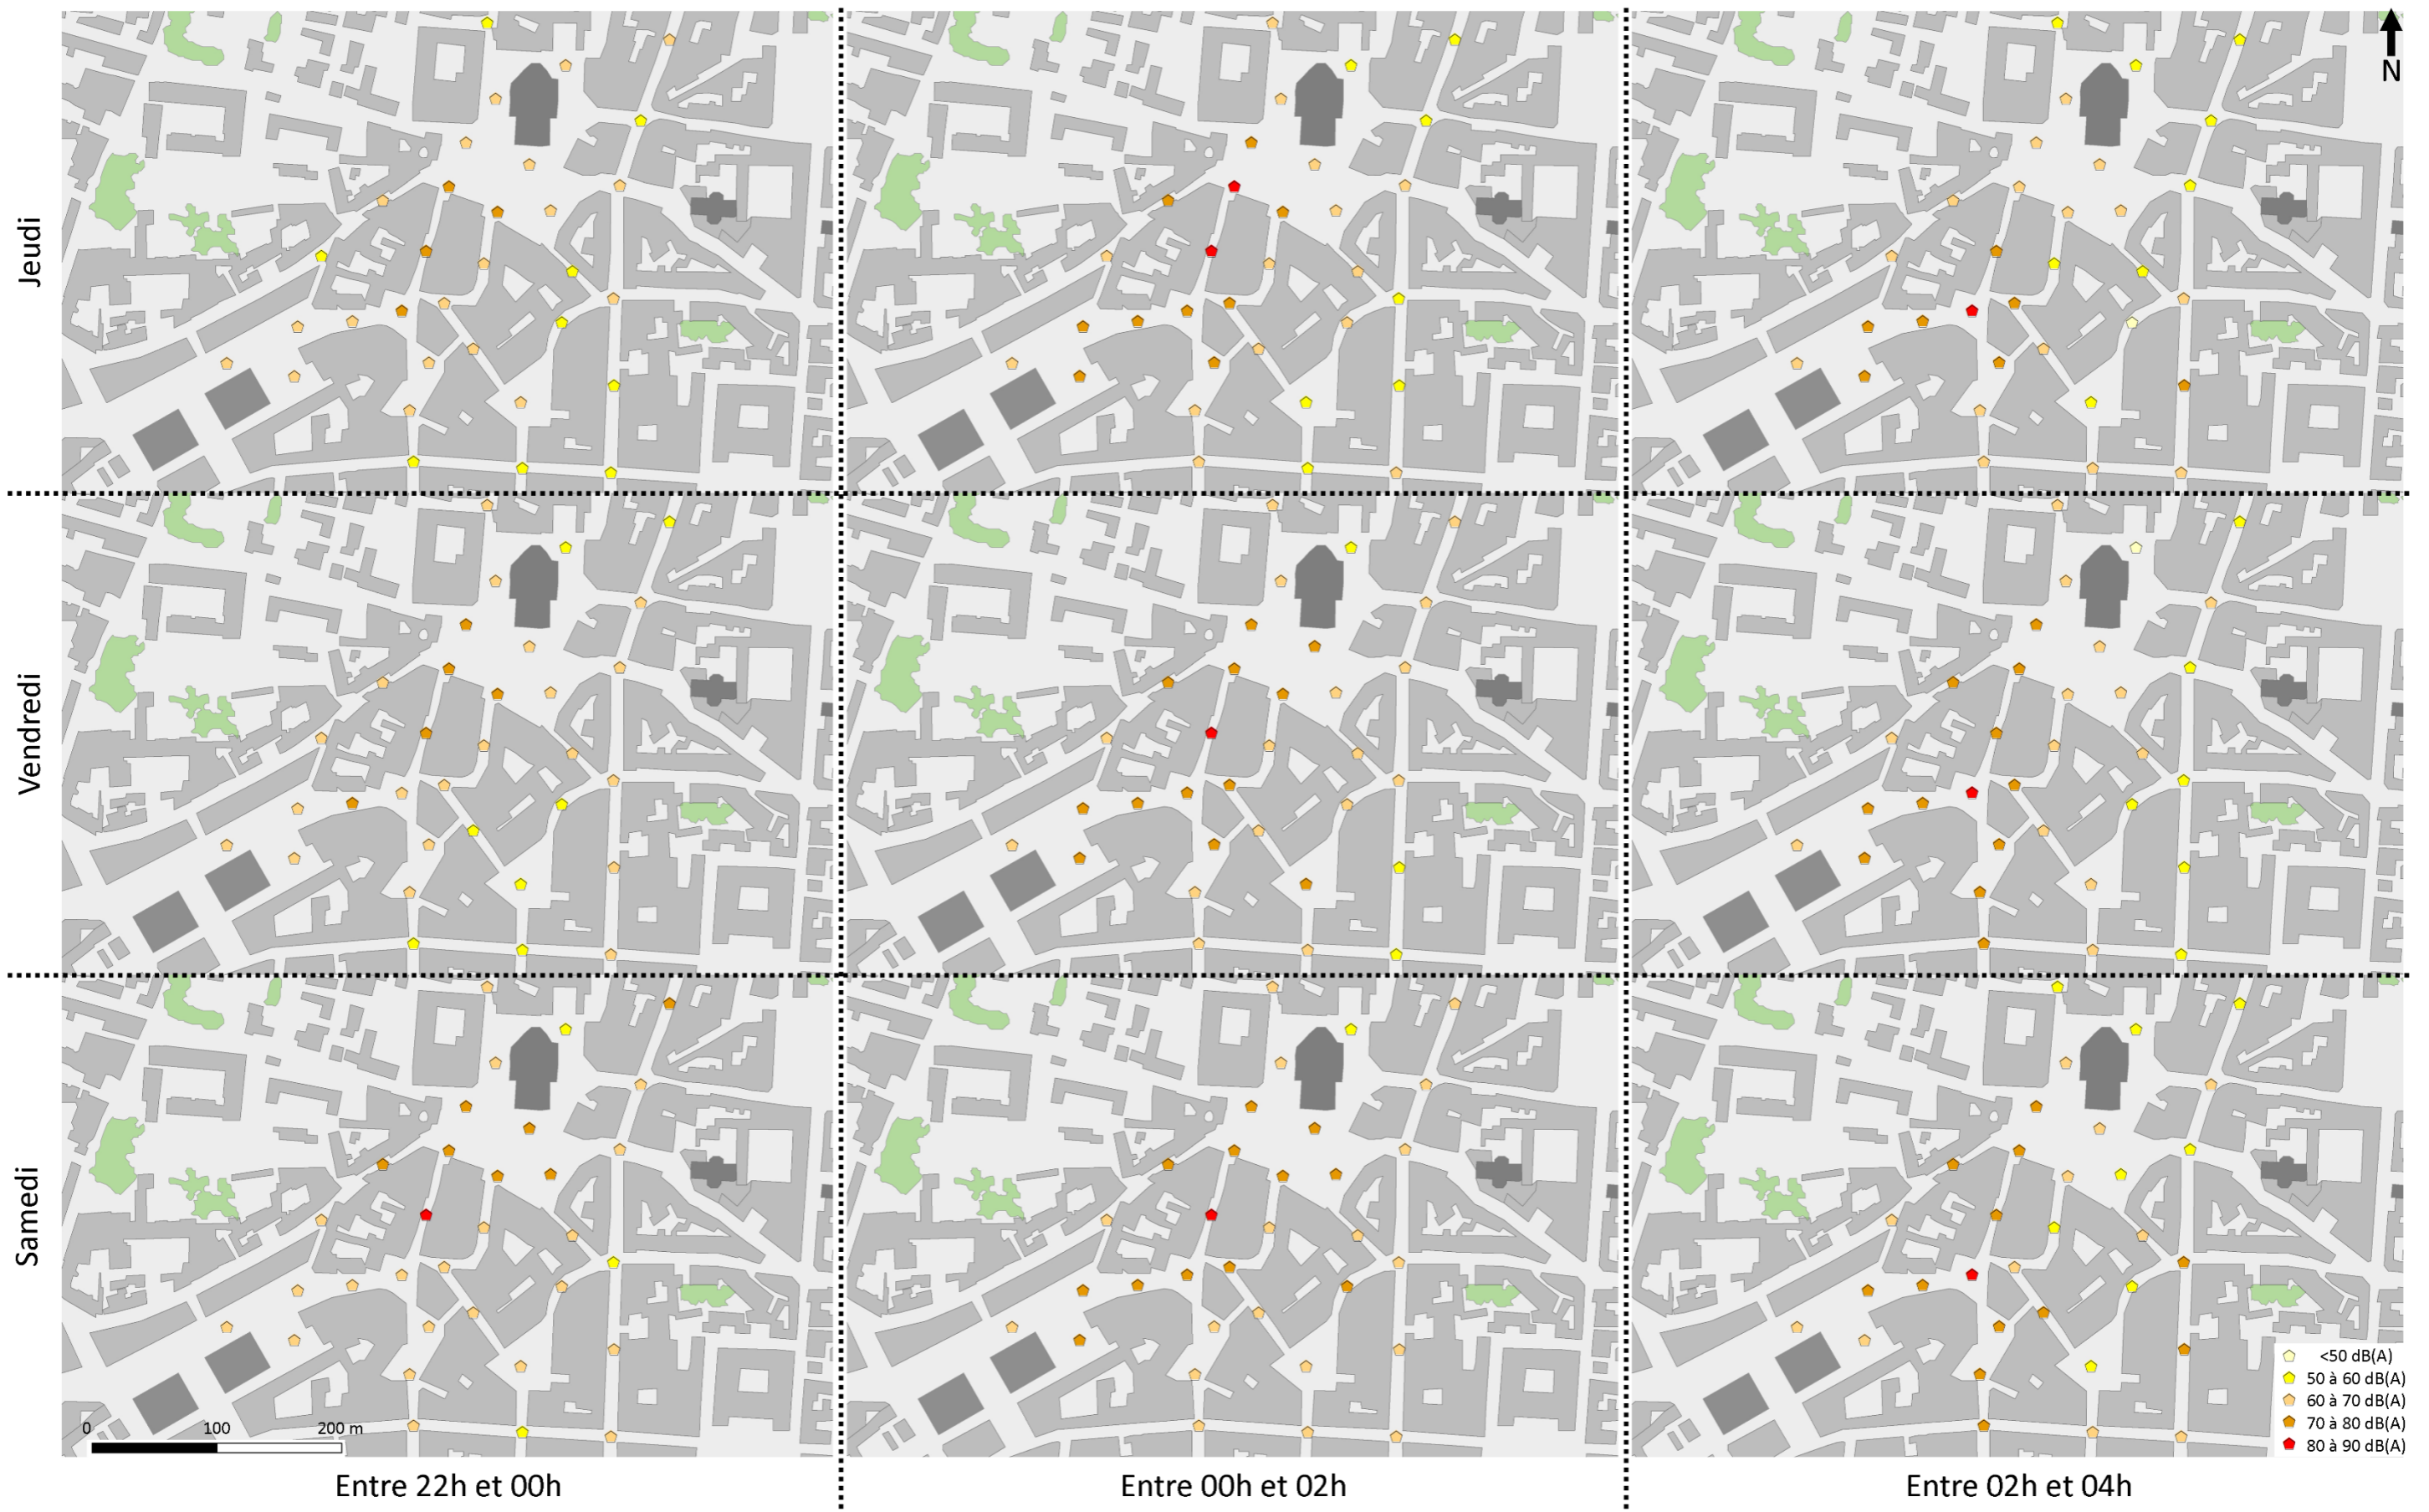 N
Jeudi
Vendredi
Samedi
0 100 200 m
<50 dB(A)
50 à 60 dB(A)
60 à 70 dB(A)
70 à 80 dB(A)
80 à 90 dB(A)
Entre 22h et 00h
Entre 00h et 02h
Entre 02h et 04h